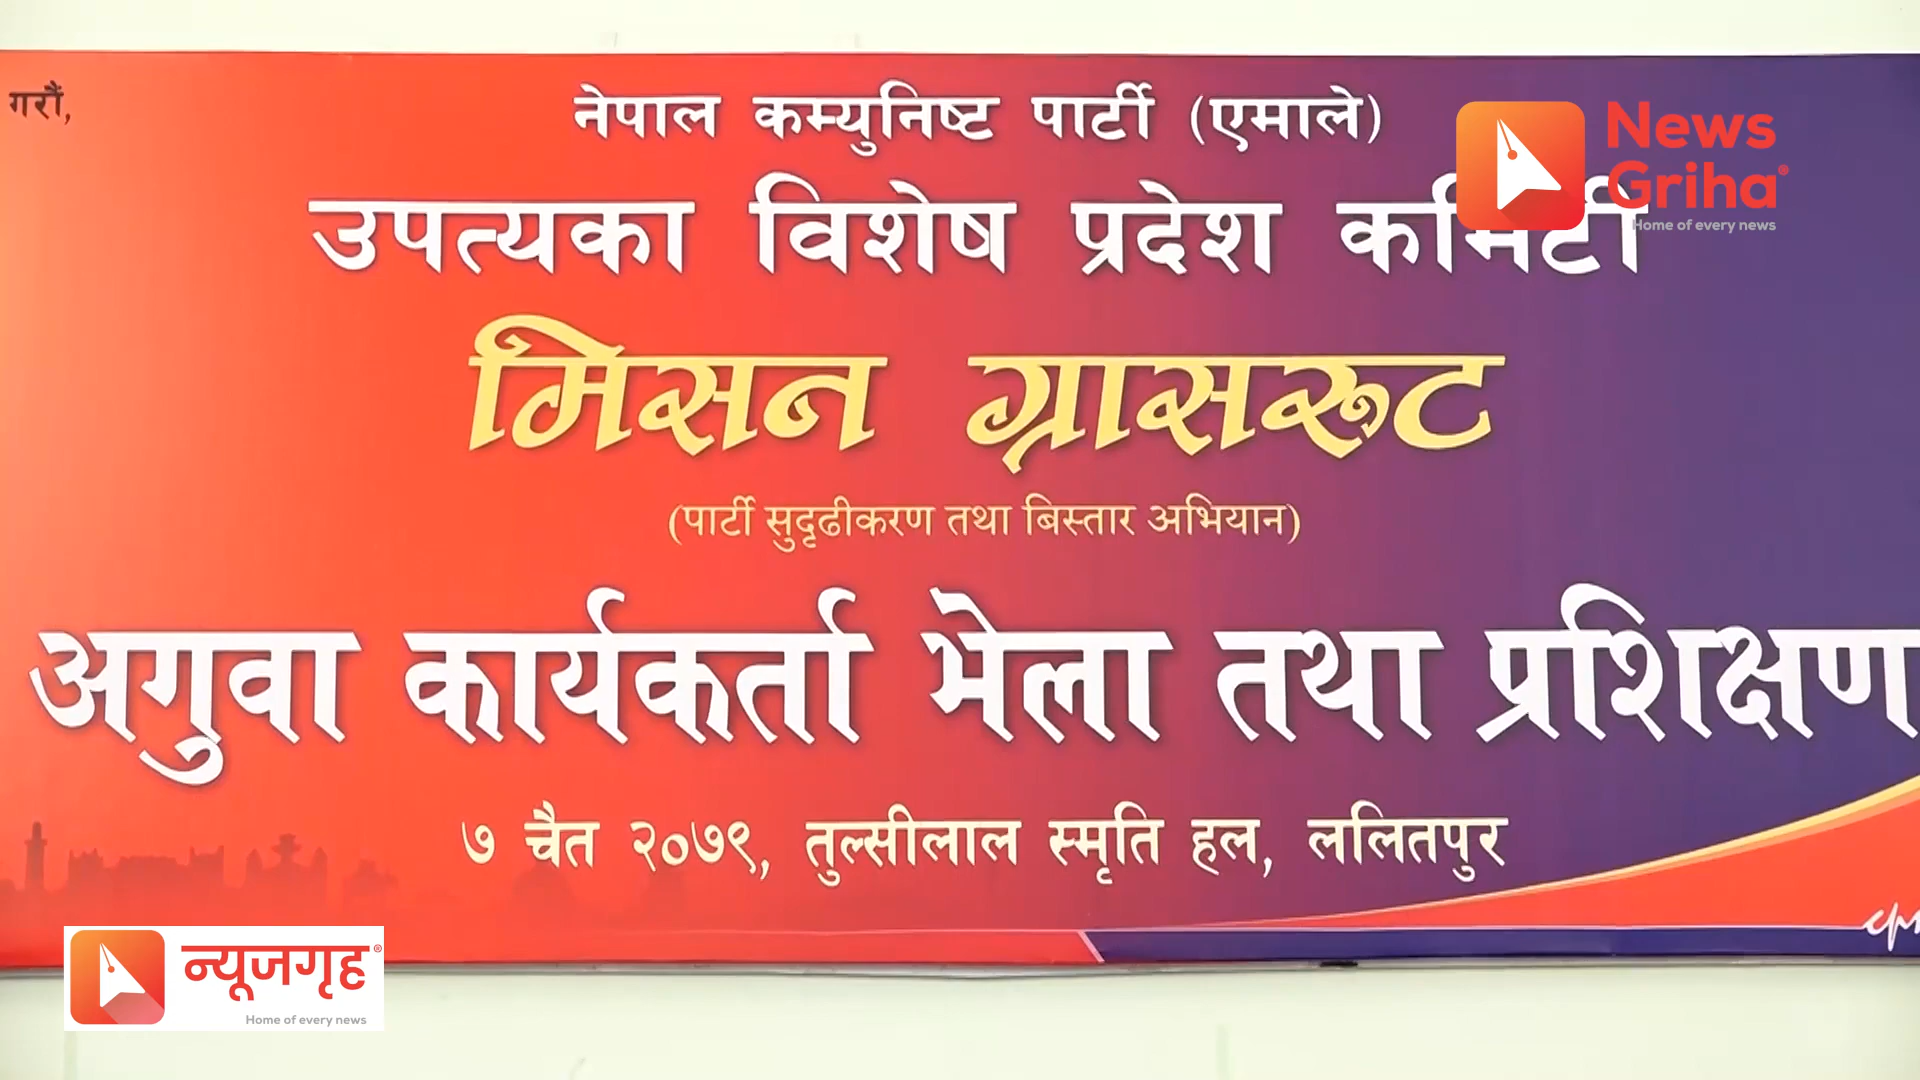 गरौं,
नेपाल कम्युनिष्ट पार्टी (एमाले)
उपत्यका विशेष प्रदेश कमिटी
मिसन ग्रासरुट
(पार्टी सुदृढीकरण तथा बिस्तार अभियान)
अगुवा कार्यकर्ता भेला तथा प्रशिक्षण
७ चैत २०७९, तुल्सीलाल स्मृति हल, ललितपुर
News
Griha
Home of every news
न्यूजगृह
Home of every news